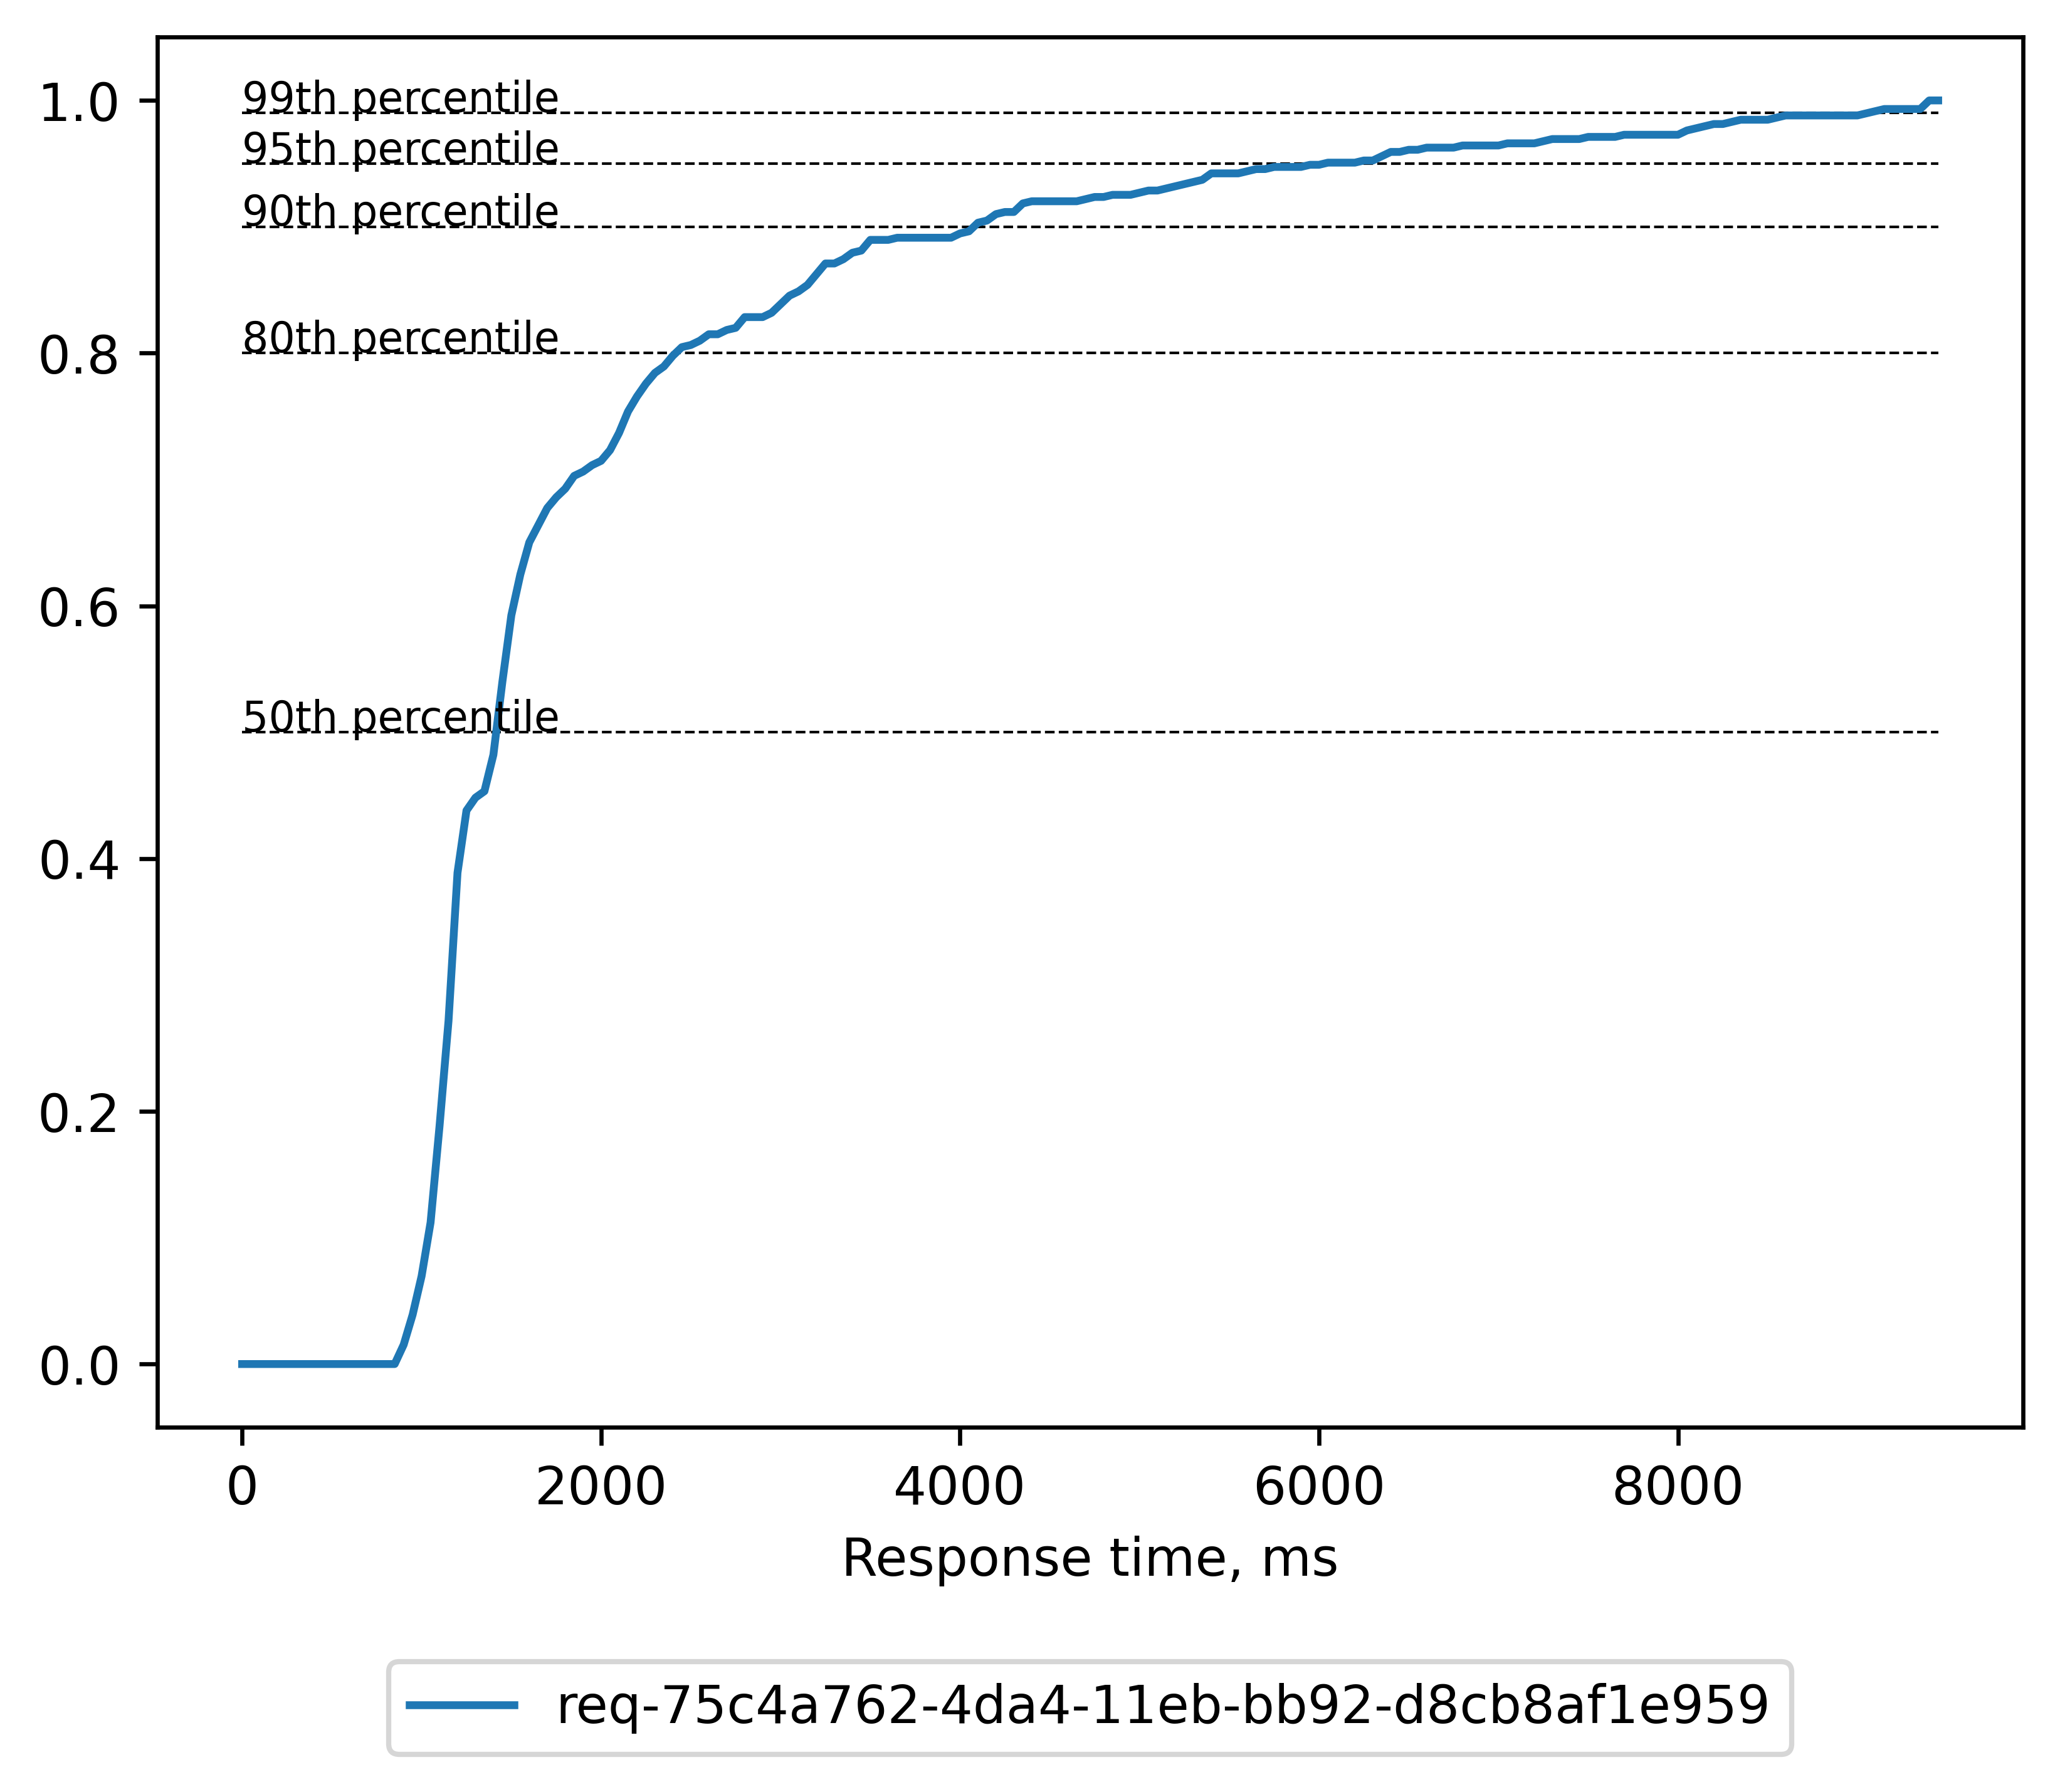 1.0
99th percentile
95th percentile
90th percentile
0.8
80th percentile
0.6
50th percentile
0.4
0.2
0.0
0 2000 4000 6000 8000
Response time, ms
req-75c4a762-4da4-11eb-bb92-d8cb8af1e959